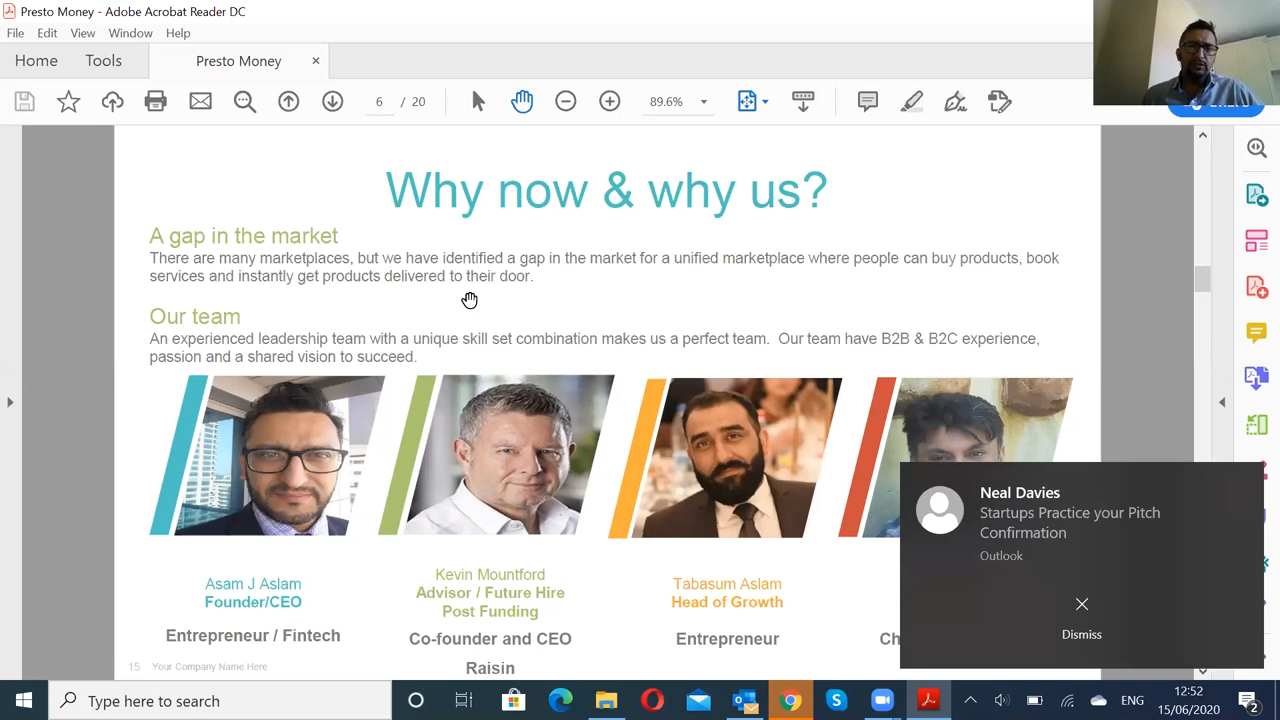 Presto Money - Adobe Acrobat Reader DC
File Edit View Window Help
Home Tools Presto Money ×
6 / 20 89.6%
Why now & why us?
A gap in the market
There are many marketplaces, but we have identified a gap in the market for a unified marketplace where people can buy products, book
services and instantly get products delivered to their door.
Our team
An experienced leadership team with a unique skill set combination makes us a perfect team. Our team have B2B & B2C experience,
passion and a shared vision to succeed.
Asam J Aslam
Founder/CEO
Entrepreneur / Fintech
Kevin Mountford
Advisor / Future Hire
Post Funding
Co-founder and CEO
Raisin
Tabasum Aslam
Head of Growth
Entrepreneur
Ch
15 Your Company Name Here
Neal Davies
Startups Practice your Pitch
Confirmation
Outlook
Dismiss
Type here to search
ENG
12:52
15/06/2020
2